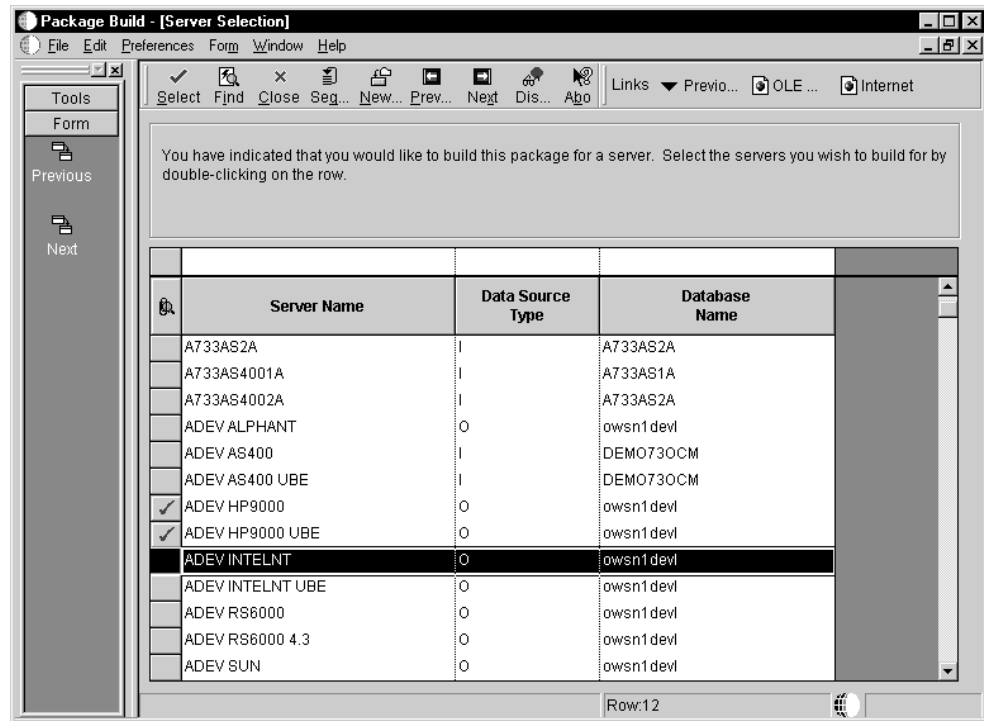 Package Build - [Server Selection]
File Edit Preferences Form Window Help
Tools
Form
Previous
Next
Select Find Close Seq... New... Prev... Next Dis... Abo Links Previo... OLE ... Internet
You have indicated that you would like to build this package for a server. Select the servers you wish to build for by
double-clicking on the row.
Server Name Data Source Type Database Name
A733AS2A I A733AS2A
A733AS4001A I A733AS1A
A733AS4002A I A733AS2A
ADEV ALPHANT O owsn1devl
ADEV AS400 I DEMO73OCM
ADEV AS400 UBE I DEMO73OCM
ADEV HP9000 O owsn1devl
ADEV HP9000 UBE O owsn1devl
ADEV INTELNT O owsn1devl
ADEV INTELNT UBE O owsn1devl
ADEV RS6000 O owsn1devl
ADEV RS6000 4.3 O owsn1devl
ADEV SUN O owsn1devl
Row:12